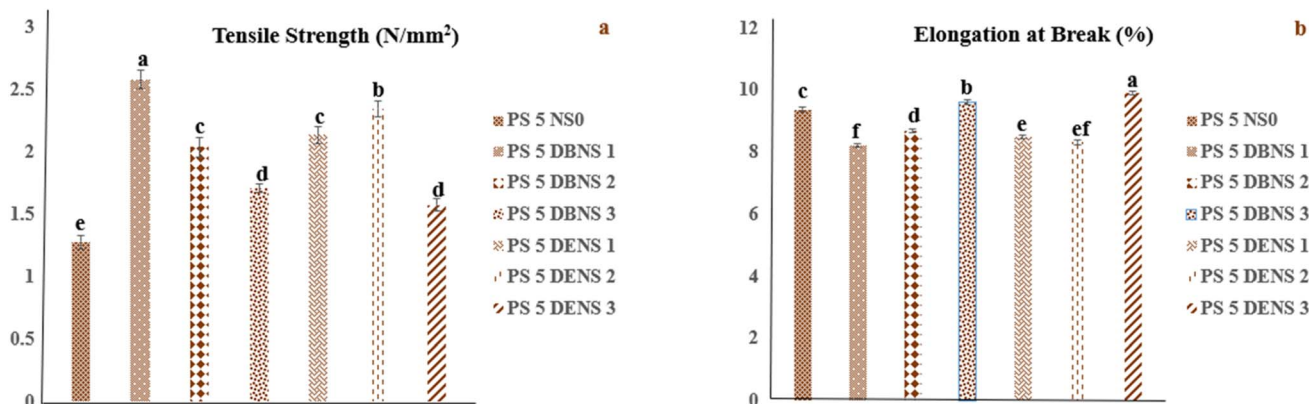 Tensile Strength (N/mm²)
a
3
2.5
2
1.5
1
0.5
0
e
a
c
d
c
b
d
PS 5 NS0
PS 5 DBNS 1
PS 5 DBNS 2
PS 5 DBNS 3
PS 5 DENS 1
PS 5 DENS 2
PS 5 DENS 3
Elongation at Break (%)
b
12
10
8
6
4
2
0
c
f
d
b
e
ef
a
PS 5 NS0
PS 5 DBNS 1
PS 5 DBNS 2
PS 5 DBNS 3
PS 5 DENS 1
PS 5 DENS 2
PS 5 DENS 3